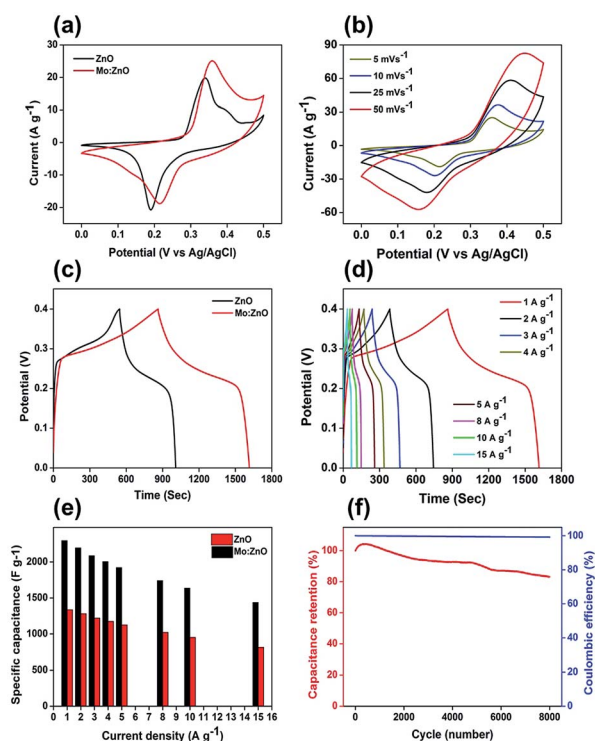 (a)
ZnO
Mo:ZnO
30
20
10
0
-10
-20
Current (A g-1)
0.0 0.1 0.2 0.3 0.4 0.5
Potential (V vs Ag/AgCl)
(b)
5 mVs-1
10 mVs-1
25 mVs-1
50 mVs-1
90
60
30
0
-30
-60
Current (A g-1)
0.0 0.1 0.2 0.3 0.4 0.5
Potential (V vs Ag/AgCl)
(c)
ZnO
Mo:ZnO
0.4
0.3
0.2
0.1
0.0
Potential (V)
0 300 600 900 1200 1500 1800
Time (Sec)
(d)
1 A g-1
2 A g-1
3 A g-1
4 A g-1
5 A g-1
8 A g-1
10 A g-1
15 A g-1
0.4
0.3
0.2
0.1
0.0
Potential (V)
0 300 600 900 1200 1500 1800
Time (Sec)
(e)
ZnO
Mo:ZnO
2000
1500
1000
500
0
Specific capacitance (F g-1)
0 1 2 3 4 5 6 7 8 9 10 11 12 13 14 15 16
Current density (A g-1)
(f)
100
80
60
40
20
0
Capacitance retention (%)
100
80
60
40
20
0
Coulombic efficiency (%)
0 2000 4000 6000 8000
Cycle (number)